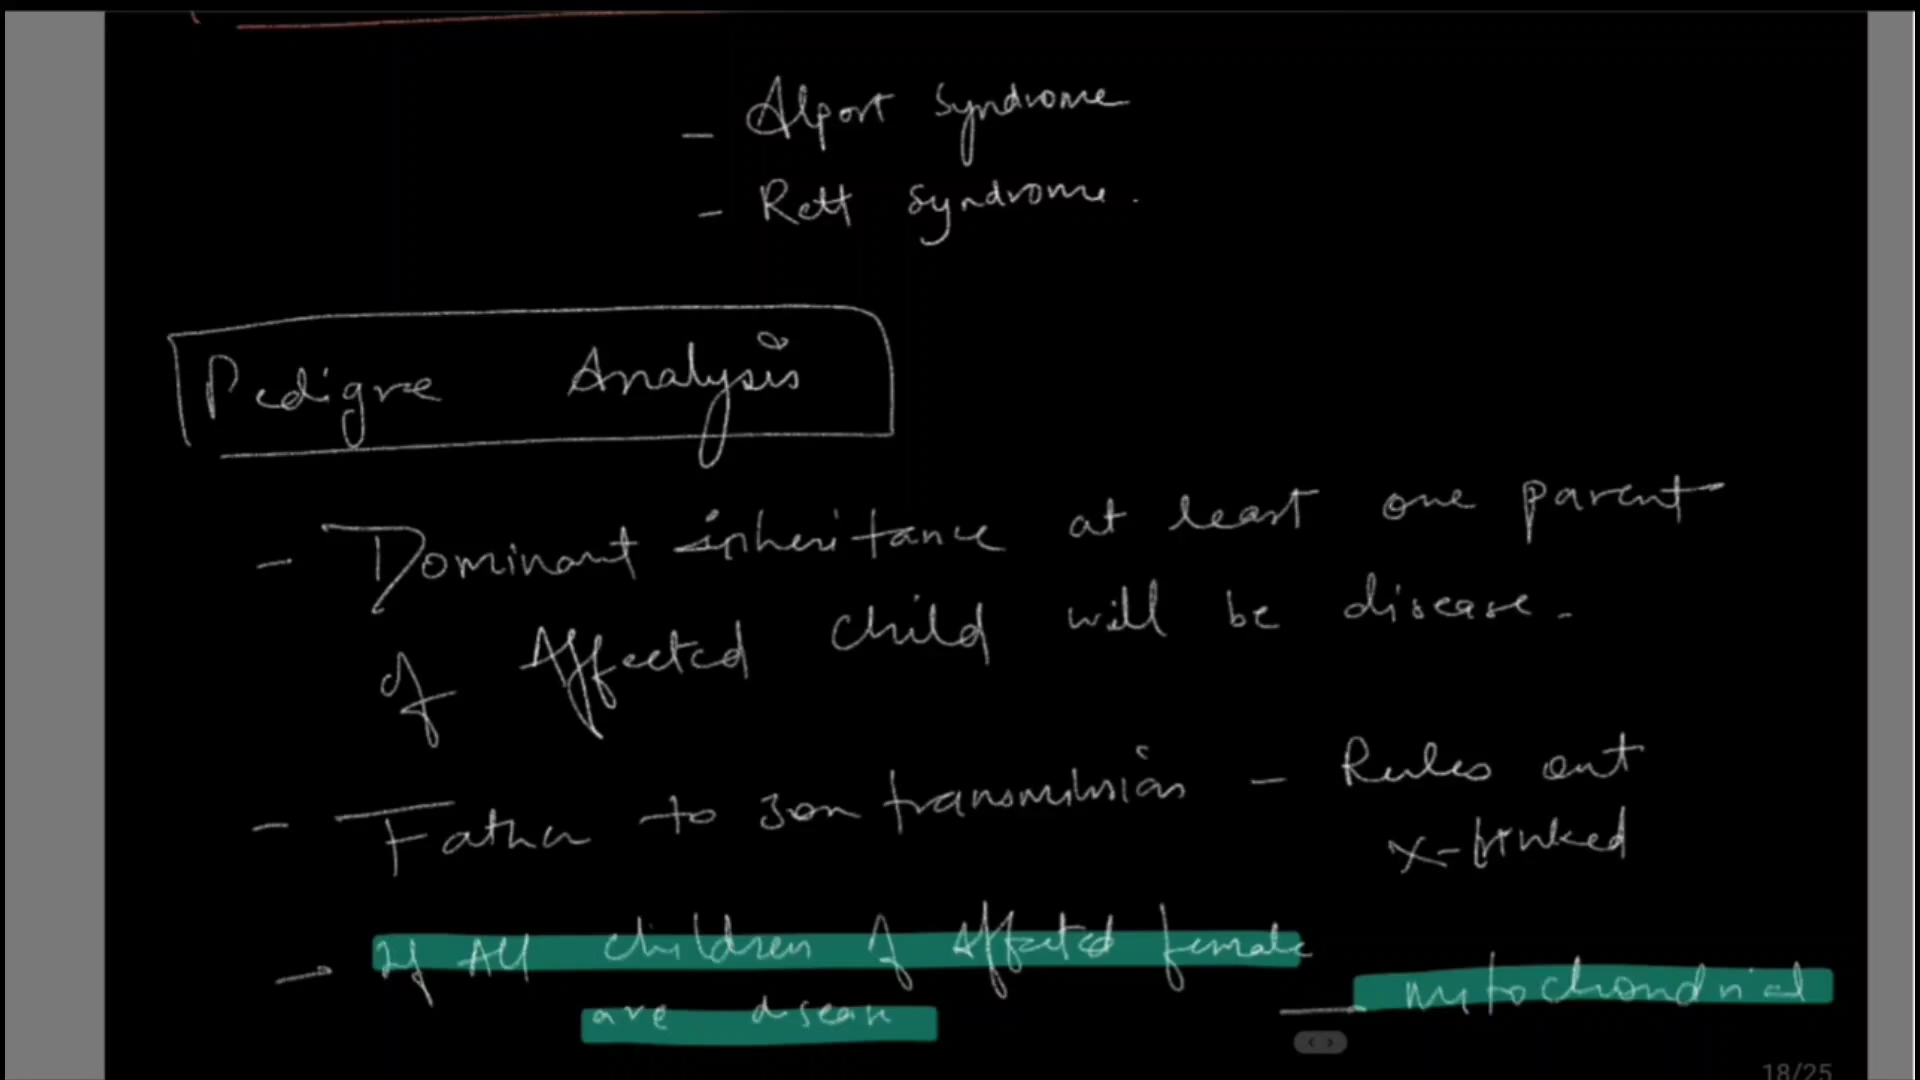 - Alport Syndrome
- Rett Syndrome.
Pedigre Analysis
- Dominant inheritance at least one parent
of Affected child will be disease.
- Father to son transmission - Rules out
X-linked
- If All children of affected female
are disease — mitochondrial
18/25